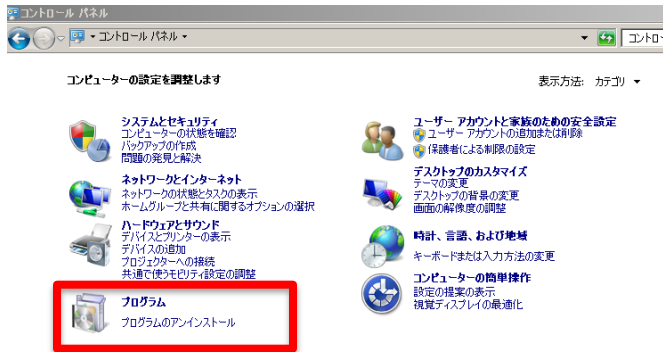 コントロール パネル
コントロール パネル
コンピューターの設定を調整します
表示方法: カテゴリ
システムとセキュリティ
コンピューターの状態を確認
バックアップの作成
問題の発見と解決
ネットワークとインターネット
ネットワークの状態とタスクの表示
ホームグループと共有に関するオプションの選択
ハードウェアとサウンド
デバイスとプリンターの表示
デバイスの追加
プロジェクターへの接続
共通で使うモビリティ設定の調整
プログラム
プログラムのアンインストール
ユーザー アカウントと家族のための安全設定
ユーザー アカウントの追加または削除
保護者による制限の設定
デスクトップのカスタマイズ
テーマの変更
デスクトップの背景の変更
画面の解像度の調整
時計、言語、および地域
キーボードまたは入力方法の変更
コンピューターの簡単操作
設定の提案の表示
視覚ディスプレイの最適化